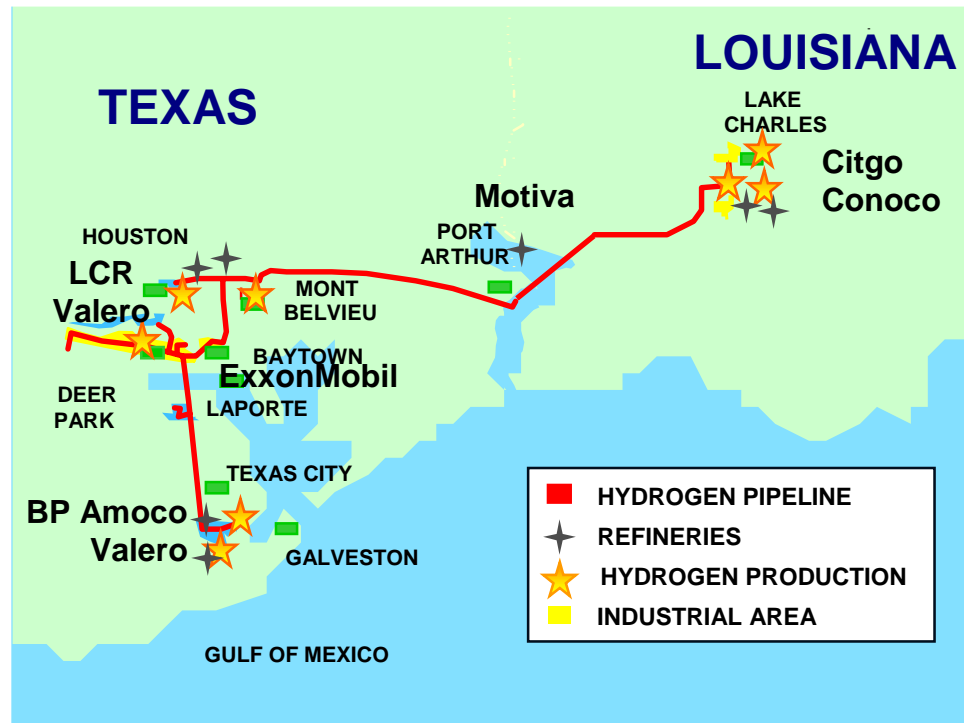 LOUISIANA
TEXAS
LAKE
CHARLES
Citgo
Conoco
Motiva
PORT
ARTHUR
HOUSTON
LCR
Valero
MONT
BELVIEU
BAYTOWN
ExxonMobil
DEER
PARK
LAPORTE
TEXAS CITY
BP Amoco
Valero
GALVESTON
GULF OF MEXICO
HYDROGEN PIPELINE
REFINERIES
HYDROGEN PRODUCTION
INDUSTRIAL AREA